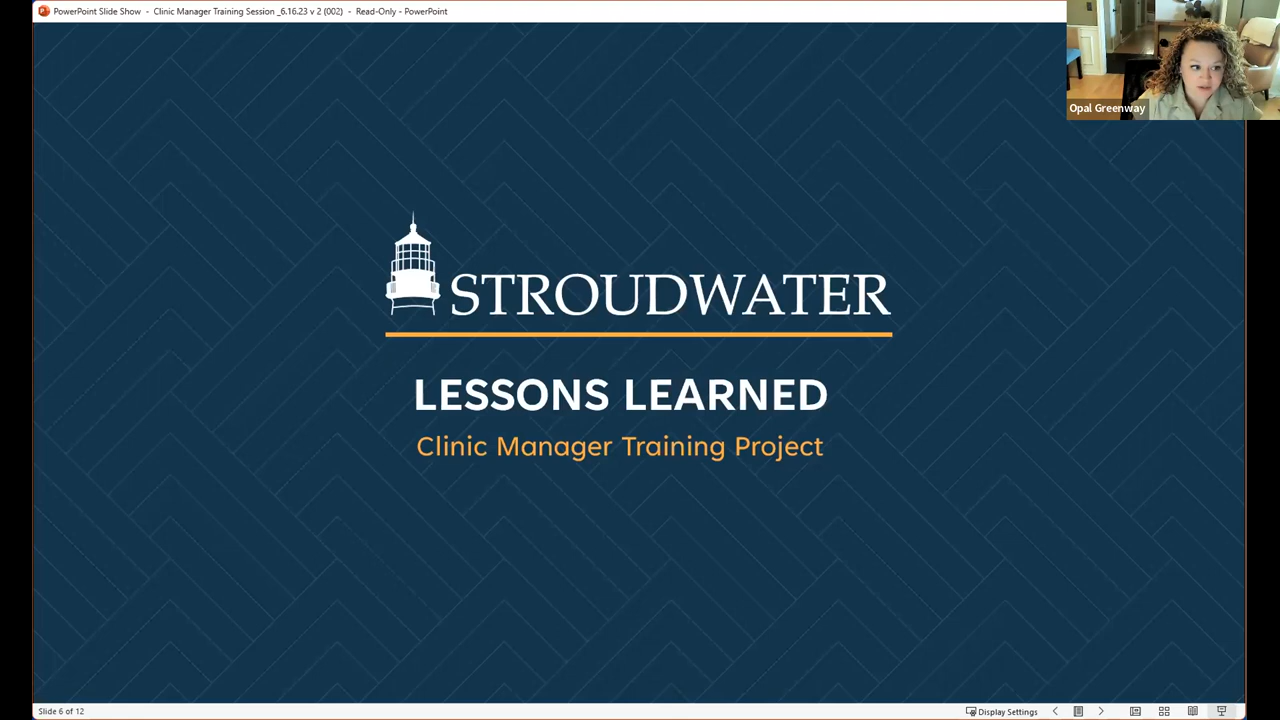 PowerPoint Slide Show - Clinic Manager Training Session _6.16.23 v 2 (002) - Read-Only - PowerPoint
Opal Greenway
STROUDWATER
LESSONS LEARNED
Clinic Manager Training Project
Slide 6 of 12
Display Settings